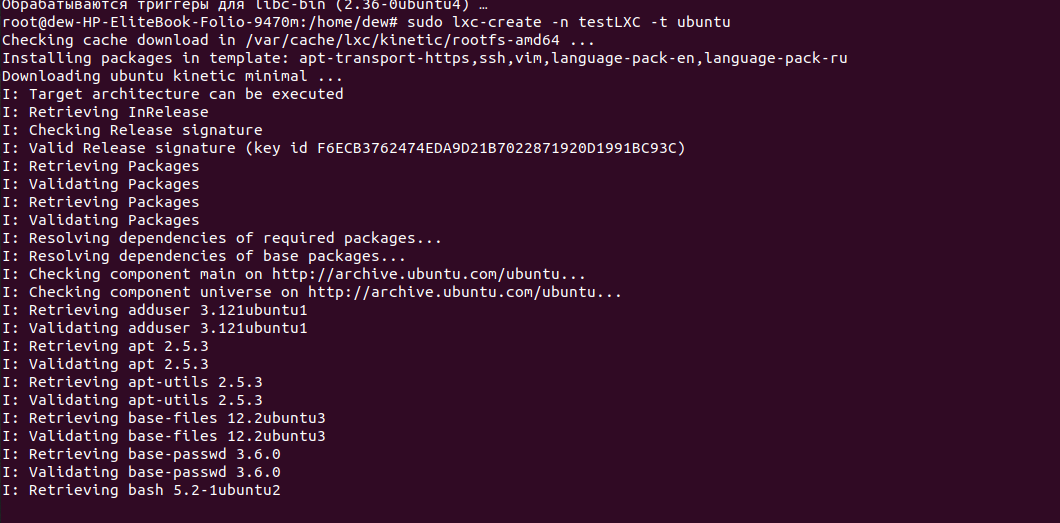 Обрабатываются триггеры для libc-bin (2.36-0ubuntu4) …
root@dew-HP-EliteBook-Folio-9470m:/home/dew# sudo lxc-create -n testLXC -t ubuntu
Checking cache download in /var/cache/lxc/kinetic/rootfs-amd64 ...
Installing packages in template: apt-transport-https,ssh,vim,language-pack-en,language-pack-ru
Downloading ubuntu kinetic minimal ...
I: Target architecture can be executed
I: Retrieving InRelease
I: Checking Release signature
I: Valid Release signature (key id F6ECB3762474EDA9D21B7022871920D1991BC93C)
I: Retrieving Packages
I: Validating Packages
I: Retrieving Packages
I: Validating Packages
I: Resolving dependencies of required packages...
I: Resolving dependencies of base packages...
I: Checking component main on http://archive.ubuntu.com/ubuntu...
I: Checking component universe on http://archive.ubuntu.com/ubuntu...
I: Retrieving adduser 3.121ubuntu1
I: Validating adduser 3.121ubuntu1
I: Retrieving apt 2.5.3
I: Validating apt 2.5.3
I: Retrieving apt-utils 2.5.3
I: Validating apt-utils 2.5.3
I: Retrieving base-files 12.2ubuntu3
I: Validating base-files 12.2ubuntu3
I: Retrieving base-passwd 3.6.0
I: Validating base-passwd 3.6.0
I: Retrieving bash 5.2-1ubuntu2